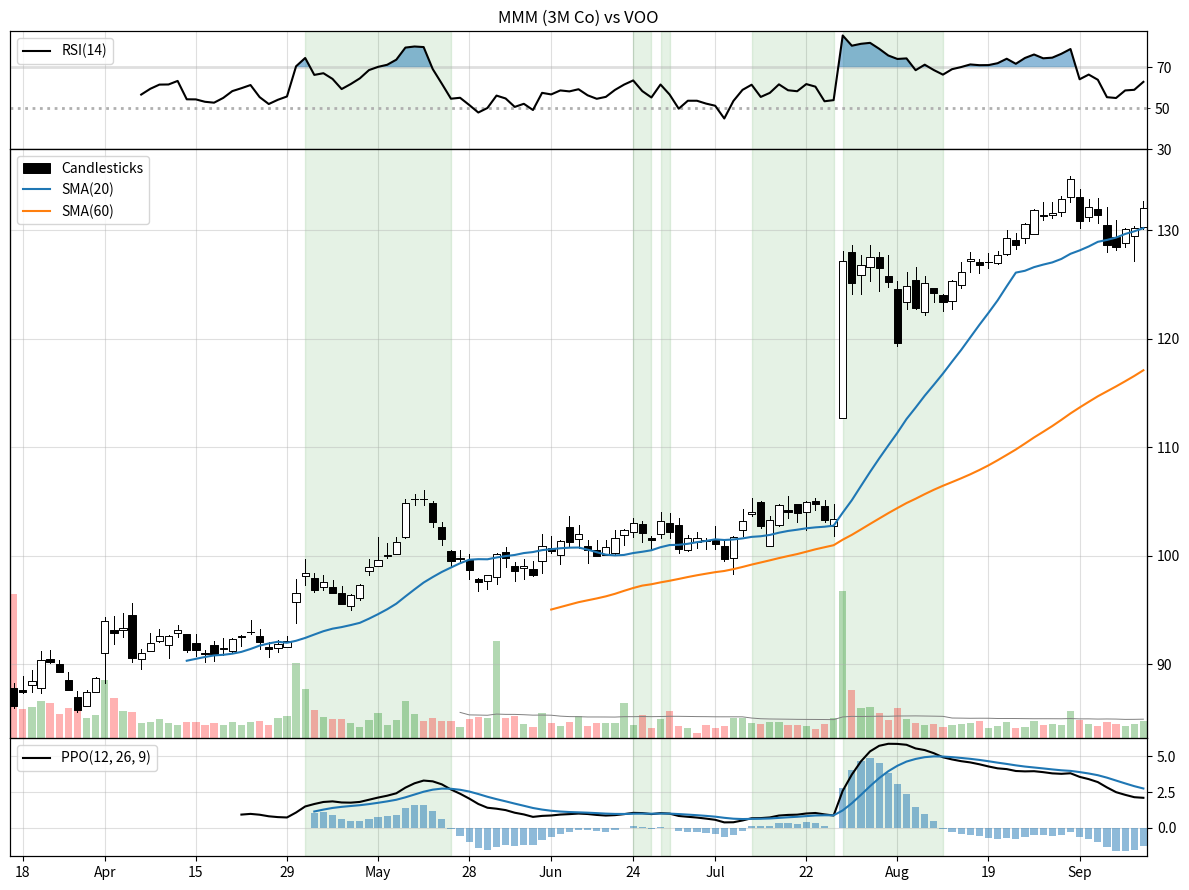 MMM (3M Co) vs VOO
RSI(14)
70
50
30
Candlesticks
SMA(20)
SMA(60)
130
120
110
100
90
PPO(12, 26, 9)
5.0
2.5
0.0
18 Apr 15 29 May 28 Jun 24 Jul 22 Aug 19 Sep